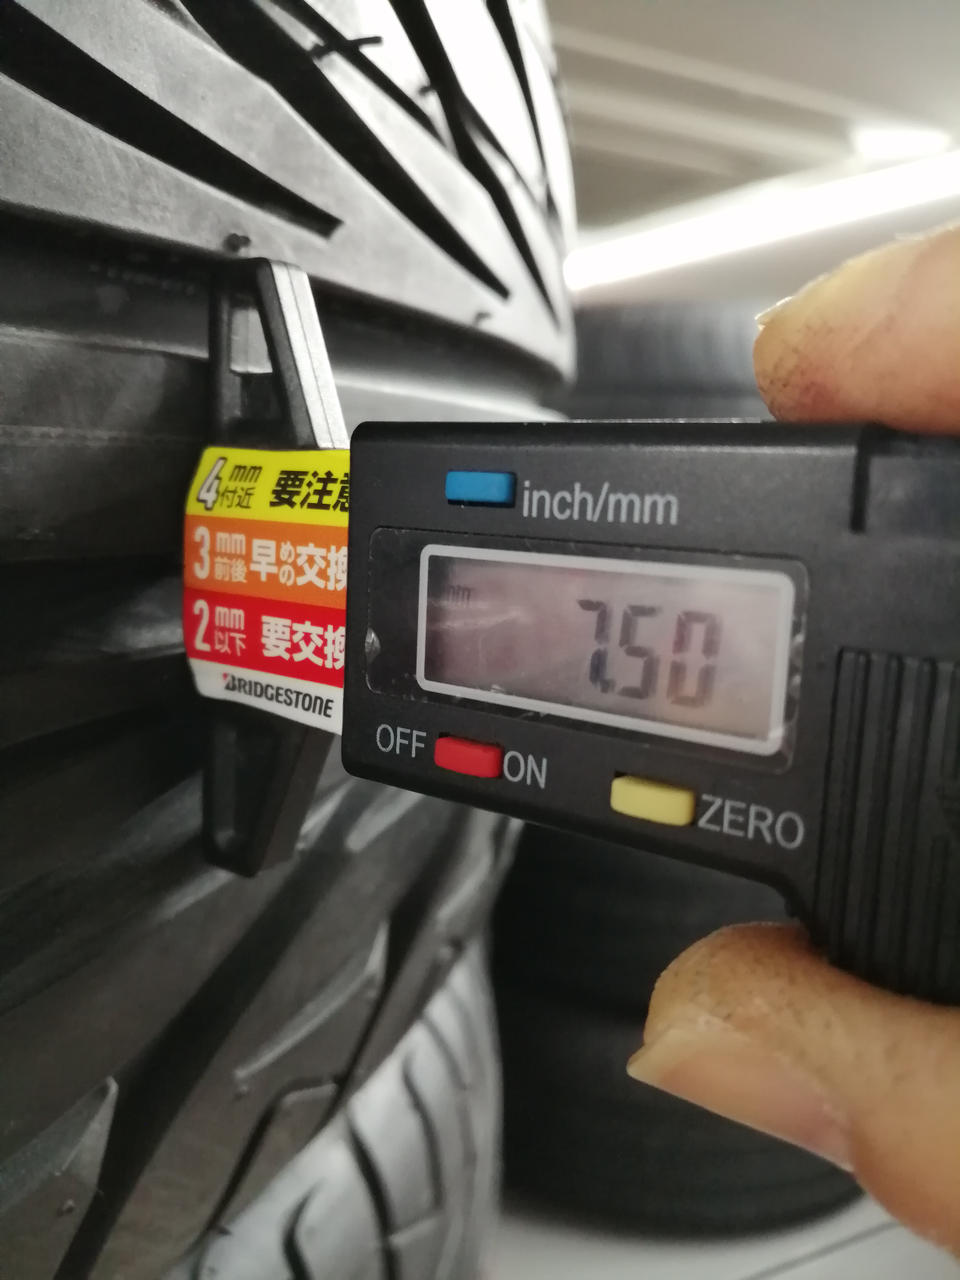 4mm付近 要注意
3mm前後 早めの交換
2mm以下 要交換
BRIDGESTONE
inch/mm
mm
7.50
OFF ON
ZERO